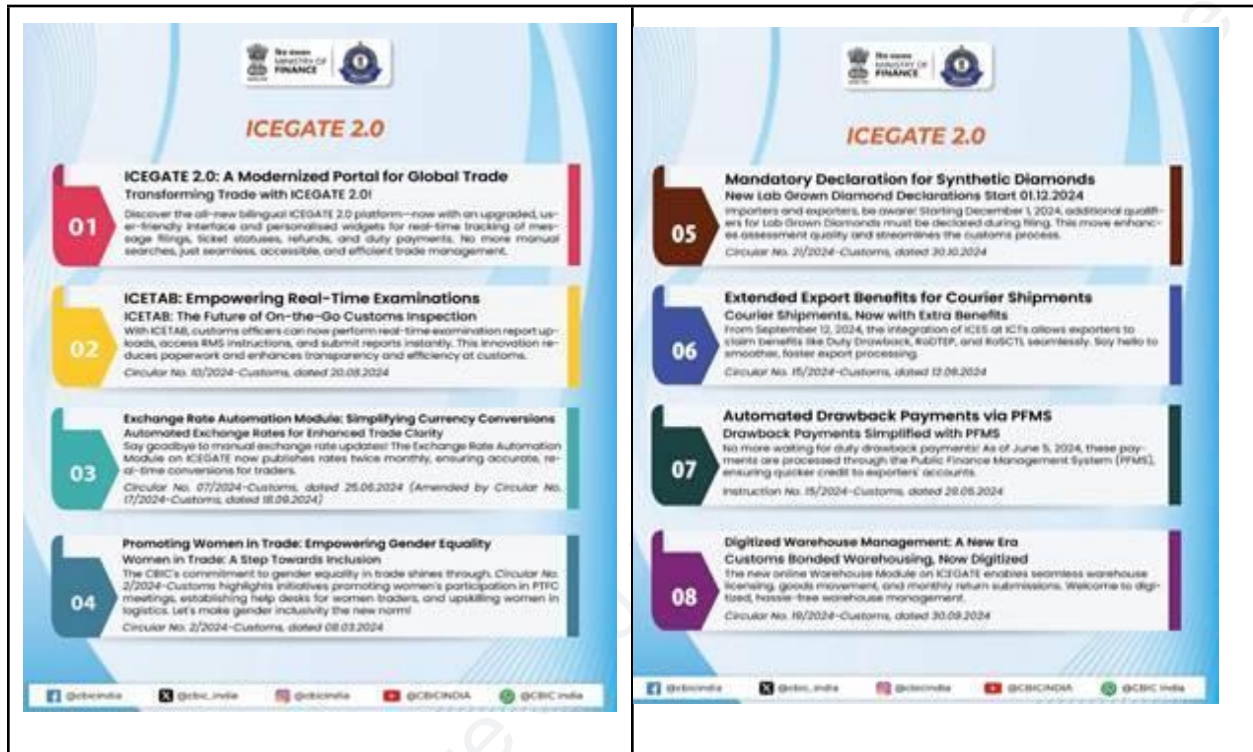 वित्त मंत्रालय
MINISTRY OF
FINANCE
ICEGATE 2.0
01
ICEGATE 2.0: A Modernized Portal for Global Trade
Transforming Trade with ICEGATE 2.0!
Discover the all-new bilingual ICEGATE 2.0 platform—now with an upgraded, us-
er-friendly interface and personalised widgets for real-time tracking of mes-
sage filings, ticket statuses, refunds, and duty payments. No more manual
searches, just seamless, accessible, and efficient trade management.
02
ICETAB: Empowering Real-Time Examinations
ICETAB: The Future of On-the-Go Customs Inspection
With ICETAB, customs officers can now perform real-time examination report up-
loads, access RMS instructions, and submit reports instantly. This innovation re-
duces paperwork and enhances transparency and efficiency at customs.
Circular No. 10/2024-Customs, dated 20.08.2024
03
Exchange Rate Automation Module: Simplifying Currency Conversions
Automated Exchange Rates for Enhanced Trade Clarity
Say goodbye to manual exchange rate updates! The Exchange Rate Automation
Module on ICEGATE now publishes rates twice monthly, ensuring accurate, re-
al-time conversions for traders.
Circular No. 07/2024-Customs, dated 25.06.2024 (Amended by Circular No.
17/2024-Customs, dated 18.09.2024)
04
Promoting Women in Trade: Empowering Gender Equality
Women in Trade: A Step Towards Inclusion
The CBIC's commitment to gender equality in trade shines through. Circular No.
2/2024-Customs highlights initiatives promoting women's participation in PTFC
meetings, establishing help desks for women traders, and upskilling women in
logistics. Let's make gender inclusivity the new norm!
Circular No. 2/2024-Customs, dated 08.03.2024
@cbicindia @cbic_india @cbicindia @CBICINDIA @CBIC India
MINISTRY OF
FINANCE
ICEGATE 2.0
05
Mandatory Declaration for Synthetic Diamonds
New Lab Grown Diamond Declarations Start 01.12.2024
Importers and exporters, be aware! Starting December 1, 2024, additional qualifi-
ers for Lab Grown Diamonds must be declared during filing. This move enhanc-
es assessment quality and streamlines the customs process.
Circular No. 21/2024-Customs, dated 30.10.2024
06
Extended Export Benefits for Courier Shipments
Courier Shipments, Now with Extra Benefits
From September 12, 2024, the integration of ICES at ICTs allows exporters to
claim benefits like Duty Drawback, RoDTEP, and RoSCTL seamlessly. Say hello to
smoother, faster export processing.
Circular No. 15/2024-Customs, dated 12.09.2024
07
Automated Drawback Payments via PFMS
Drawback Payments Simplified with PFMS
No more waiting for duty drawback payments! As of June 5, 2024, these pay-
ments are processed through the Public Finance Management System (PFMS),
ensuring quicker credit to exporters' accounts.
Instruction No. 15/2024-Customs, dated 29.05.2024
08
Digitized Warehouse Management: A New Era
Customs Bonded Warehousing, Now Digitized
The new online Warehouse Module on ICEGATE enables seamless warehouse
licensing, goods movement, and monthly return submissions. Welcome to digi-
tized, hassle-free warehouse management.
Circular No. 19/2024-Customs, dated 30.09.2024
@cbicindia @cbic_india @cbicindia @CBICINDIA @CBIC India